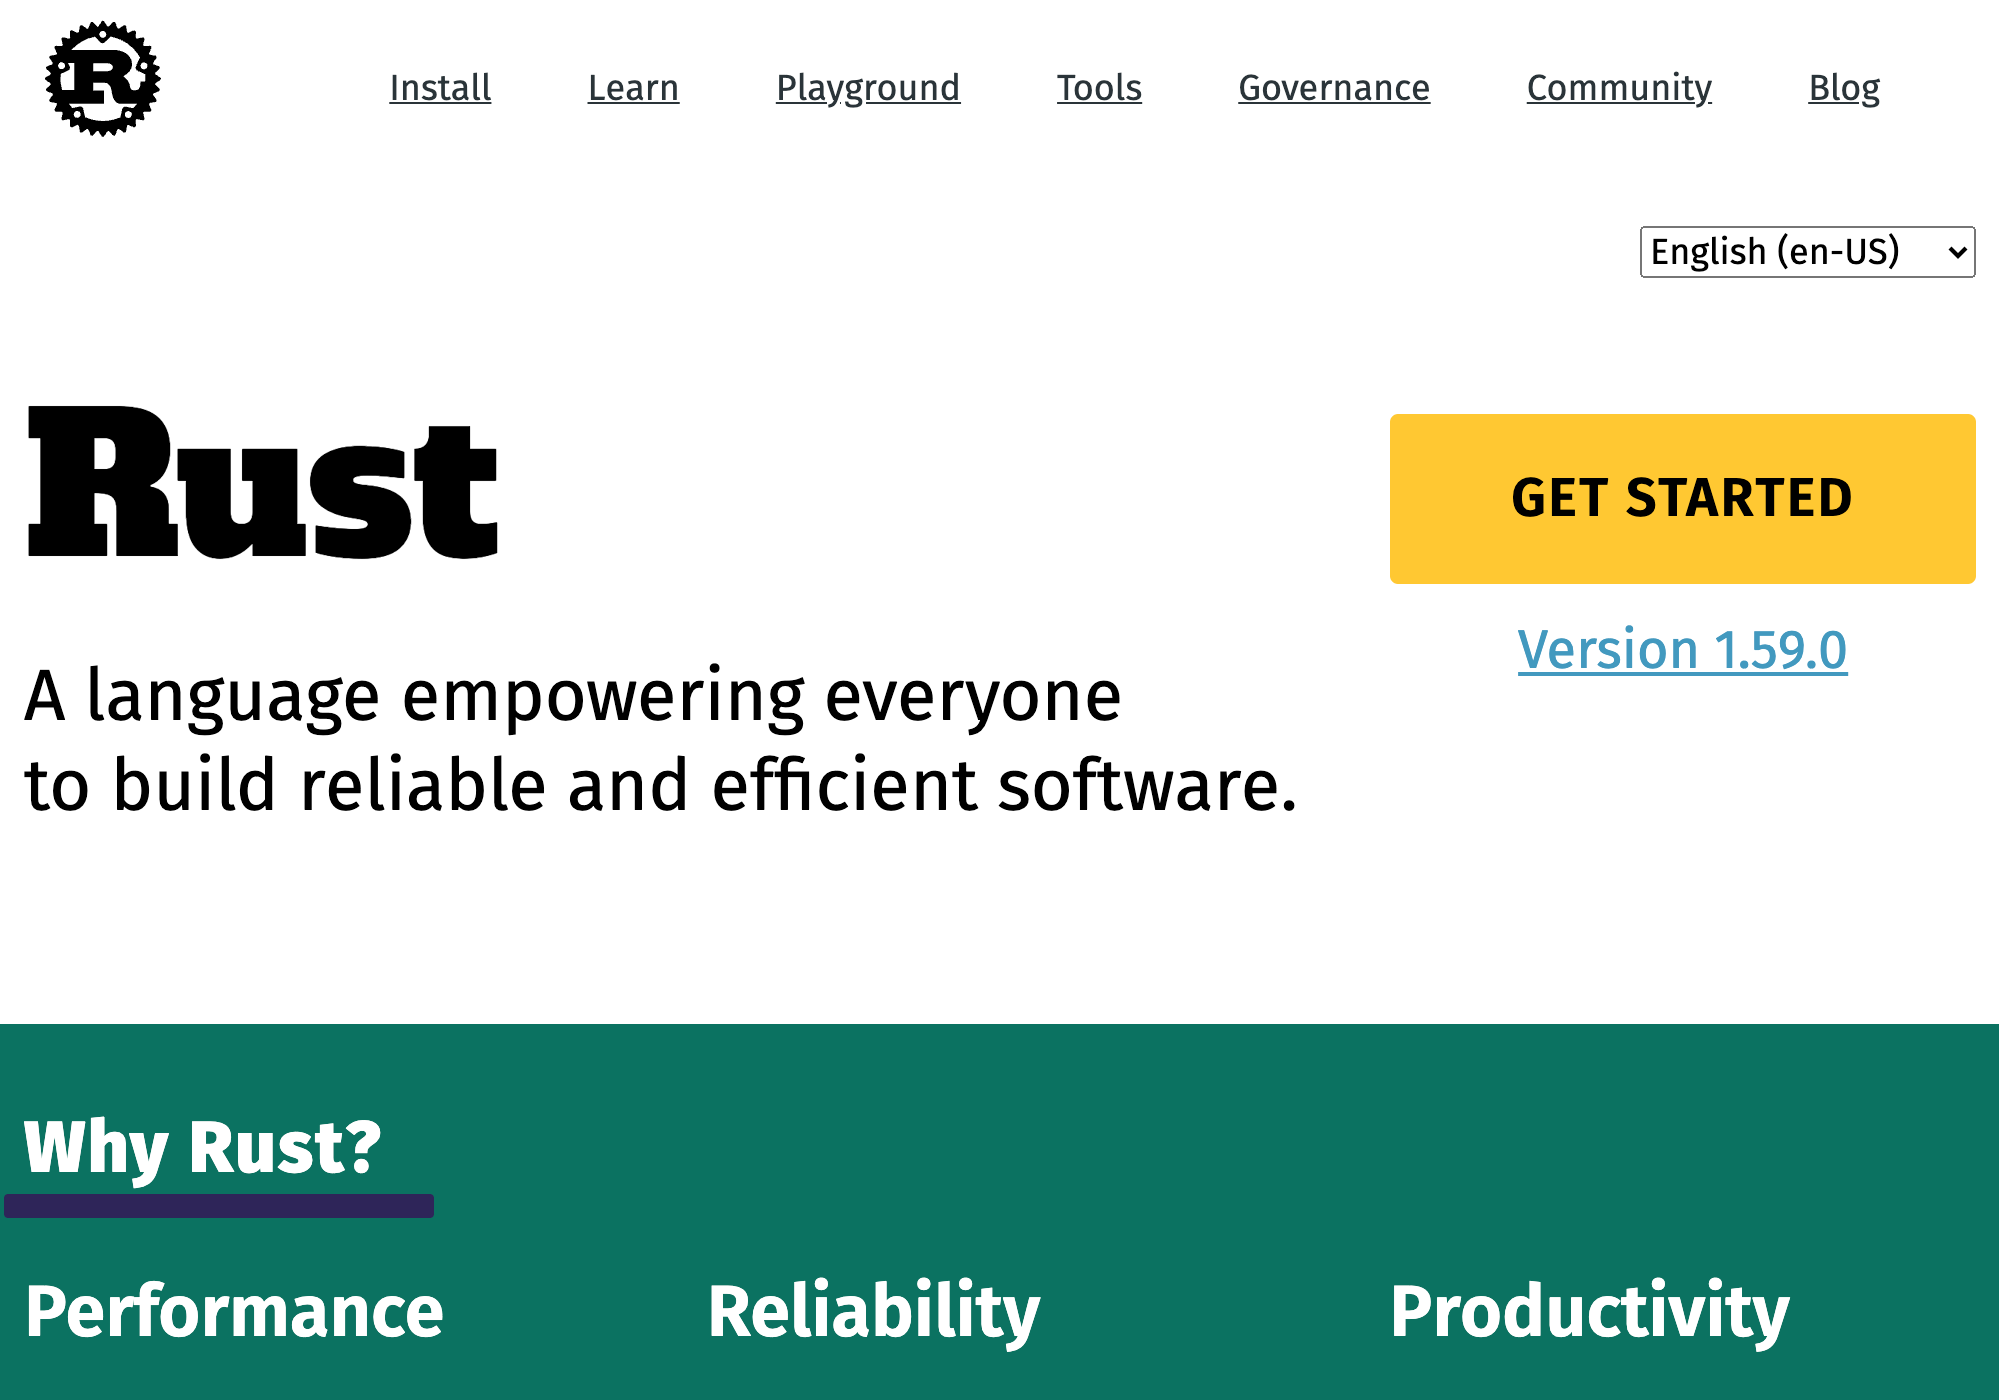 R
Install Learn Playground Tools Governance Community Blog
English (en-US)
Rust
GET STARTED
Version 1.59.0
A language empowering everyone
to build reliable and efficient software.
Why Rust?
Performance Reliability Productivity